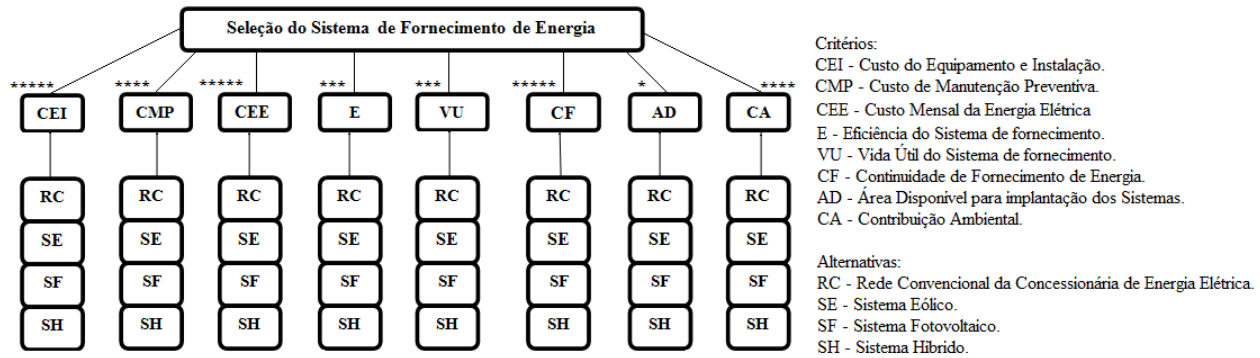 Seleção do Sistema de Fornecimento de Energia
***** **** ***** *** *** ***** * ****
CEI CMP CEE E VU CF AD CA
RC RC RC RC RC RC RC RC
SE SE SE SE SE SE SE SE
SF SF SF SF SF SF SF SF
SH SH SH SH SH SH SH SH
Critérios:
CEI - Custo do Equipamento e Instalação.
CMP - Custo de Manutenção Preventiva.
CEE - Custo Mensal da Energia Elétrica
E - Eficiência do Sistema de fornecimento.
VU - Vida Útil do Sistema de fornecimento.
CF - Continuidade de Fornecimento de Energia.
AD - Área Disponivel para implantação dos Sistemas.
CA - Contribuição Ambiental.
Alternativas:
RC - Rede Convencional da Concessionária de Energia Elétrica.
SE - Sistema Eólico.
SF - Sistema Fotovoltaico.
SH - Sistema Híbrido.